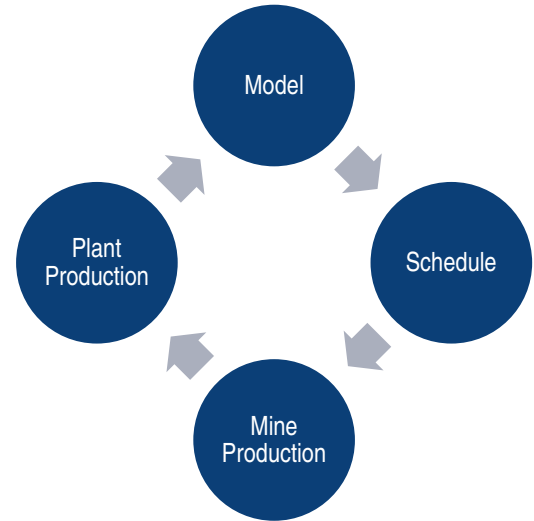 Model
Schedule
Mine
Production
Plant
Production